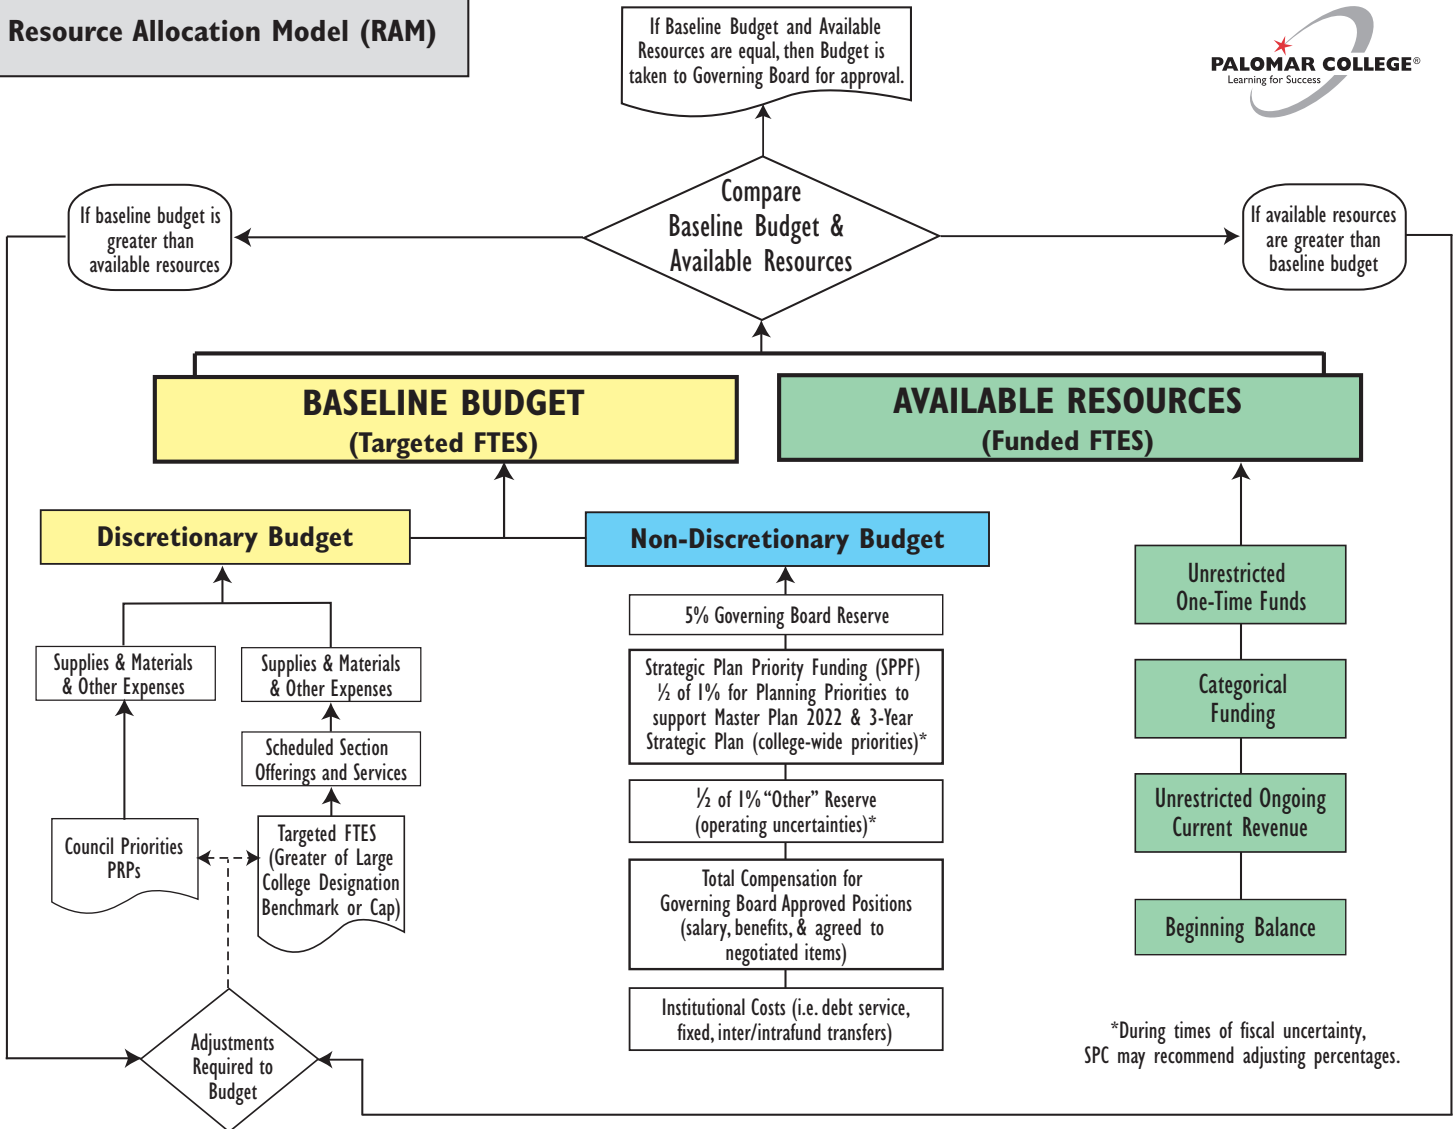 Resource Allocation Model (RAM)
If Baseline Budget and Available
Resources are equal, then Budget is
taken to Governing Board for approval.
PALOMAR COLLEGE®
Learning for Success
If baseline budget is
greater than
available resources
Compare
Baseline Budget &
Available Resources
If available resources
are greater than
baseline budget
BASELINE BUDGET
(Targeted FTES)
AVAILABLE RESOURCES
(Funded FTES)
Discretionary Budget
Non-Discretionary Budget
Supplies & Materials
& Other Expenses
Supplies & Materials
& Other Expenses
Scheduled Section
Offerings and Services
Council Priorities
PRPs
Targeted FTES
(Greater of Large
College Designation
Benchmark or Cap)
Adjustments
Required to
Budget
5% Governing Board Reserve
Strategic Plan Priority Funding (SPPF)
½ of 1% for Planning Priorities to
support Master Plan 2022 & 3-Year
Strategic Plan (college-wide priorities)*
½ of 1% “Other” Reserve
(operating uncertainties)*
Total Compensation for
Governing Board Approved Positions
(salary, benefits, & agreed to
negotiated items)
Institutional Costs (i.e. debt service,
fixed, inter/intrafund transfers)
Unrestricted
One-Time Funds
Categorical
Funding
Unrestricted Ongoing
Current Revenue
Beginning Balance
*During times of fiscal uncertainty,
SPC may recommend adjusting percentages.